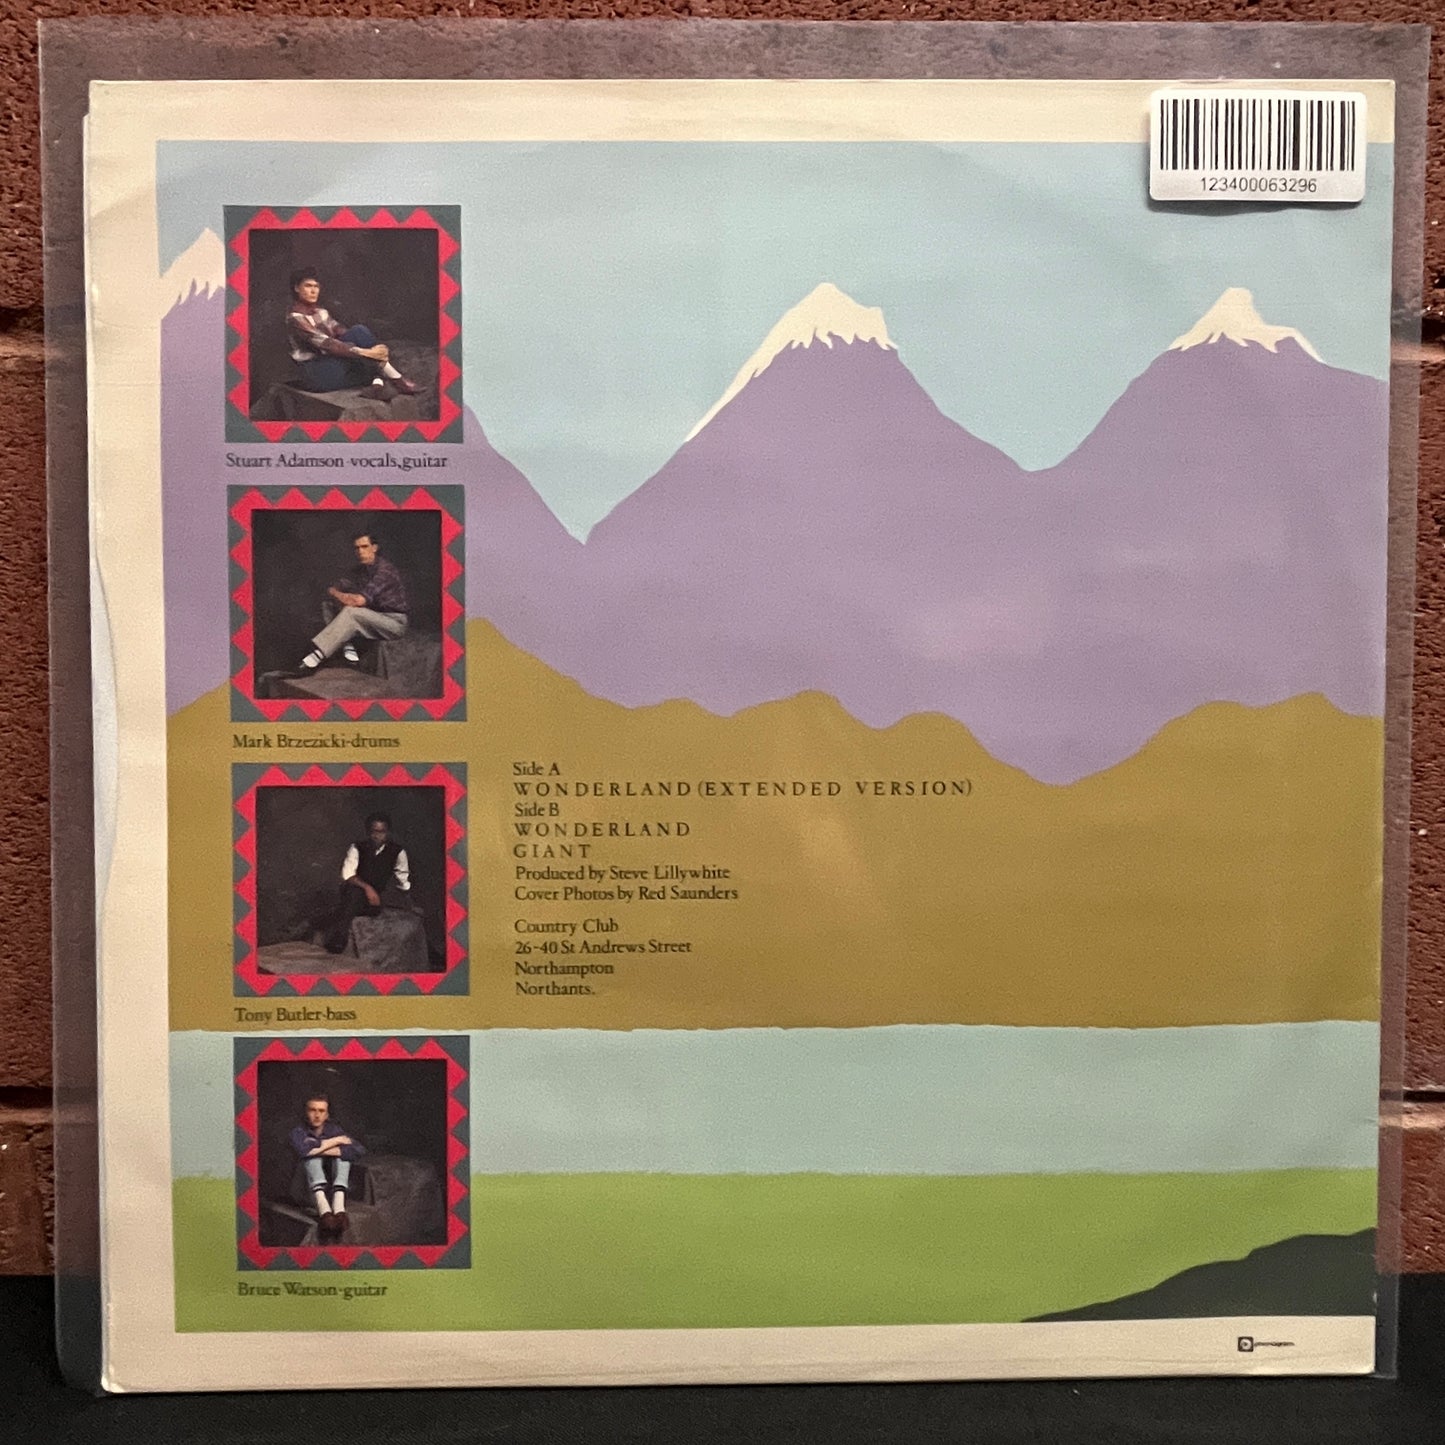 123400063296
Stuart Adamson-vocals,guitar
Mark Brzezicki-drums
Side A
WONDERLAND (EXTENDED VERSION)
Side B
WONDERLAND
GIANT
Produced by Steve Lillywhite
Cover Photos by Red Saunders
Country Club
26-40 St Andrews Street
Northampton
Northants.
Tony Butler-bass
Bruce Watson-guitar